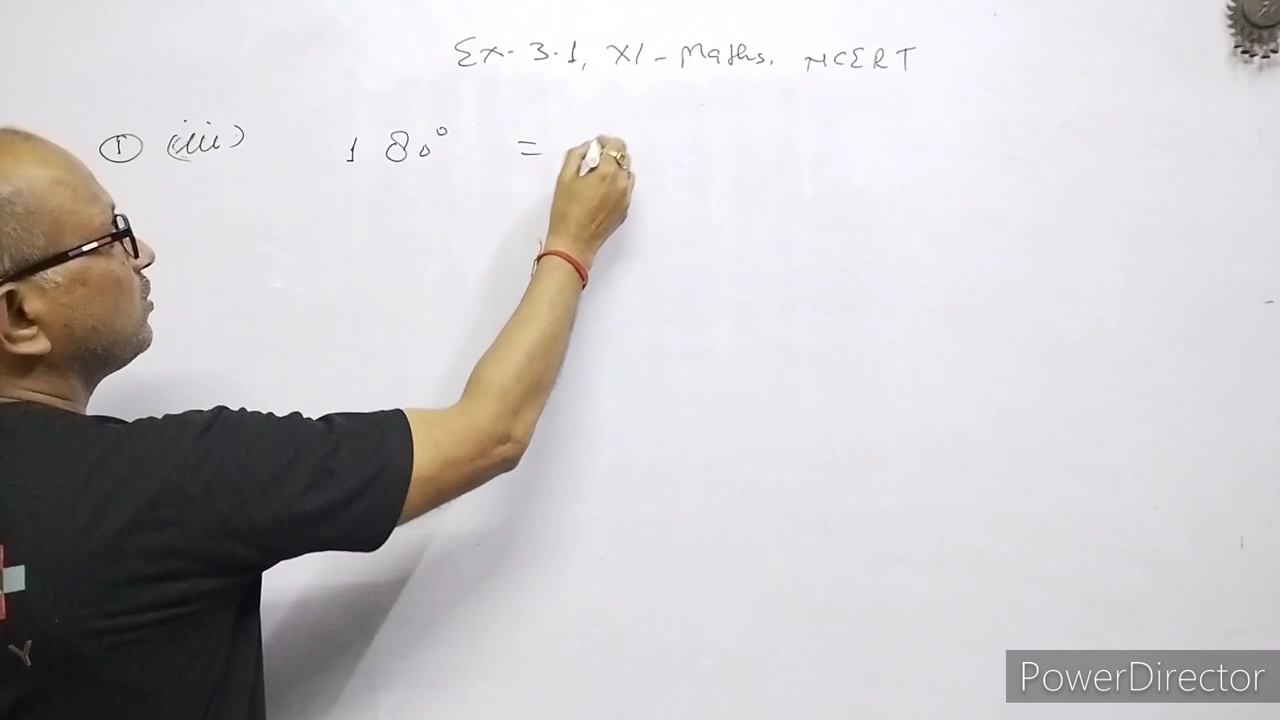 Ex. 3.1, XI - Maths, NCERT
① (iii) 180° =
Y
PowerDirector